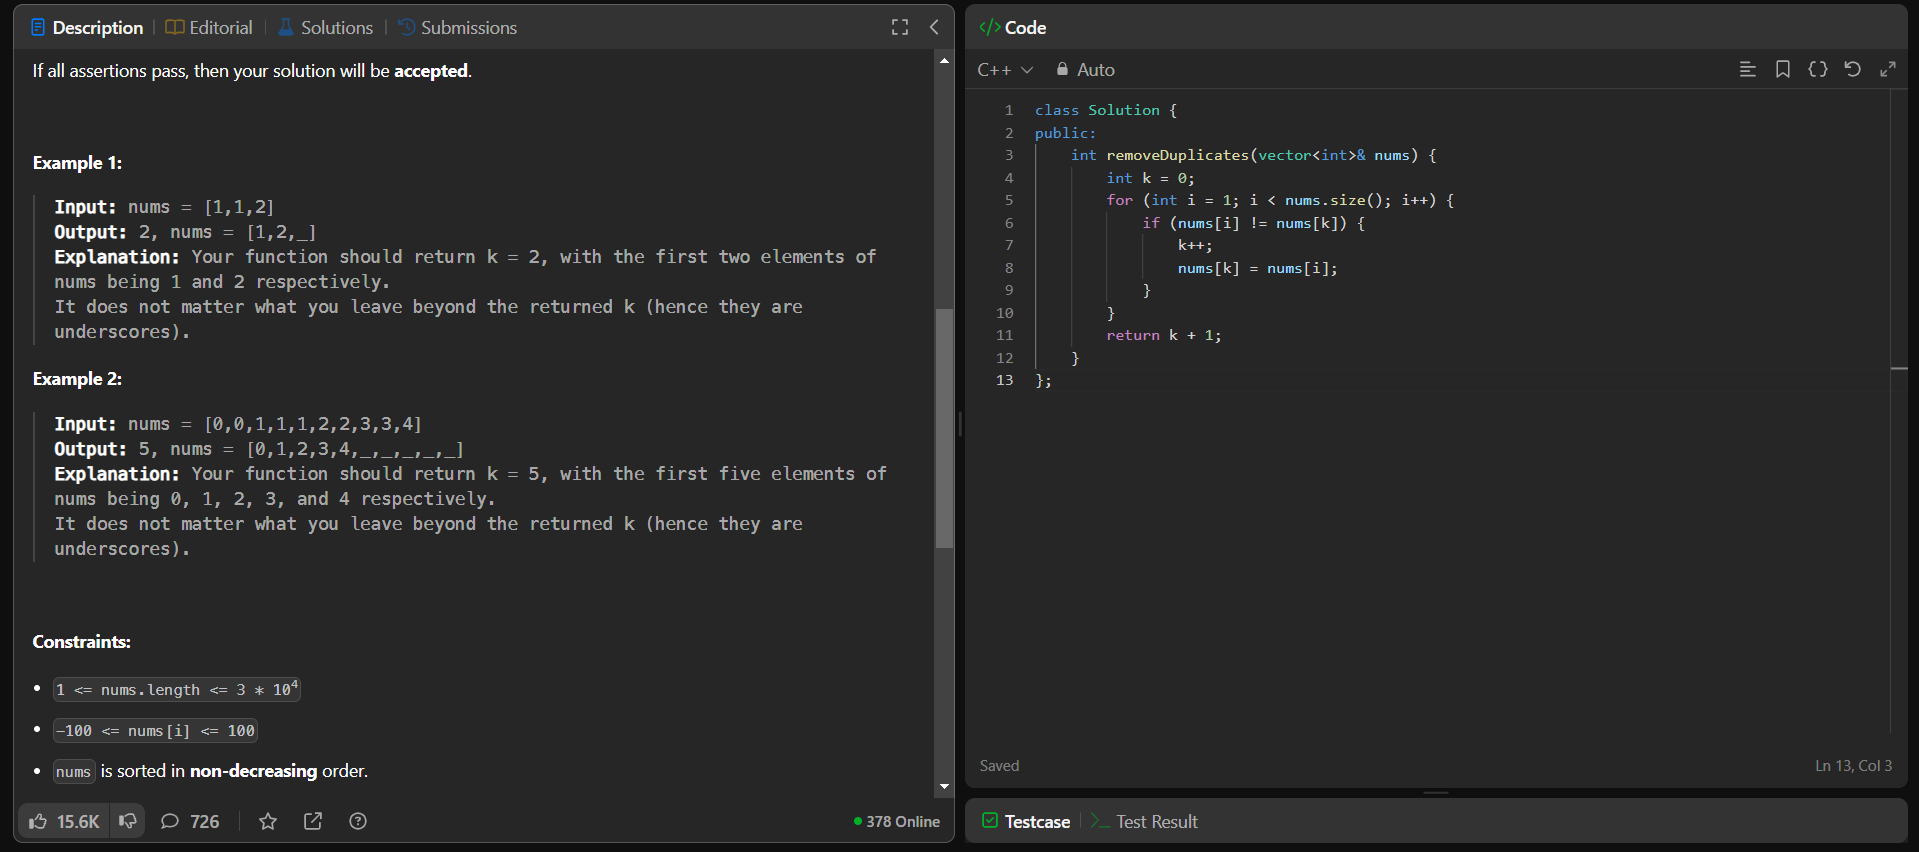 Description
Editorial
Solutions
Submissions
If all assertions pass, then your solution will be accepted.
Example 1:
Input: nums = [1,1,2]
Output: 2, nums = [1,2,_]
Explanation: Your function should return k = 2, with the first two elements of
nums being 1 and 2 respectively.
It does not matter what you leave beyond the returned k (hence they are
underscores).
Example 2:
Input: nums = [0,0,1,1,1,2,2,3,3,4]
Output: 5, nums = [0,1,2,3,4,_,_,_,_,_]
Explanation: Your function should return k = 5, with the first five elements of
nums being 0, 1, 2, 3, and 4 respectively.
It does not matter what you leave beyond the returned k (hence they are
underscores).
Constraints:
• 1 <= nums.length <= 3 * 10⁴
• -100 <= nums[i] <= 100
• nums is sorted in non-decreasing order.
15.6K
726
378 Online
</> Code
C++
Auto
1 class Solution {
2 public:
3     int removeDuplicates(vector<int>& nums) {
4         int k = 0;
5         for (int i = 1; i < nums.size(); i++) {
6             if (nums[i] != nums[k]) {
7                 k++;
8                 nums[k] = nums[i];
9             }
10         }
11         return k + 1;
12     }
13 };
Saved
Ln 13, Col 3
Testcase
Test Result